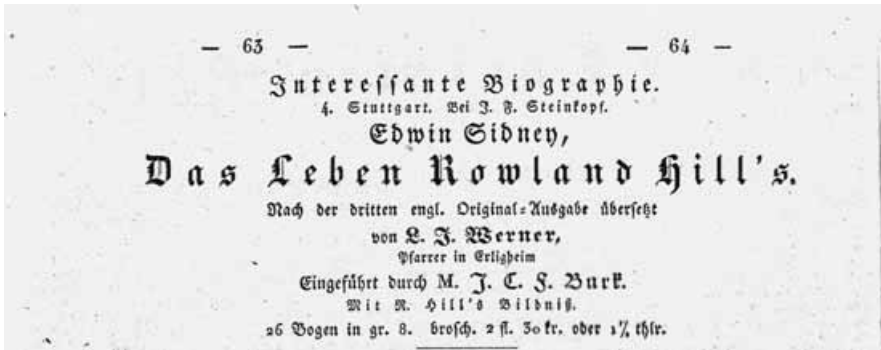 — 63 —
— 64 —
Interessante Biographie.
4. Stuttgart. Bei J. F. Steinkopf.
Edwin Sidney,
Das Leben Rowland Hill's.
Nach der dritten engl. Original-Ausgabe übersetzt
von L. J. Werner,
Pfarrer in Erligheim
Eingeführt durch M. J. C. F. Burk.
Mit R. Hill's Bildniß.
26 Bogen in gr. 8. brosch. 2 fl. 30 kr. oder 1½ thlr.